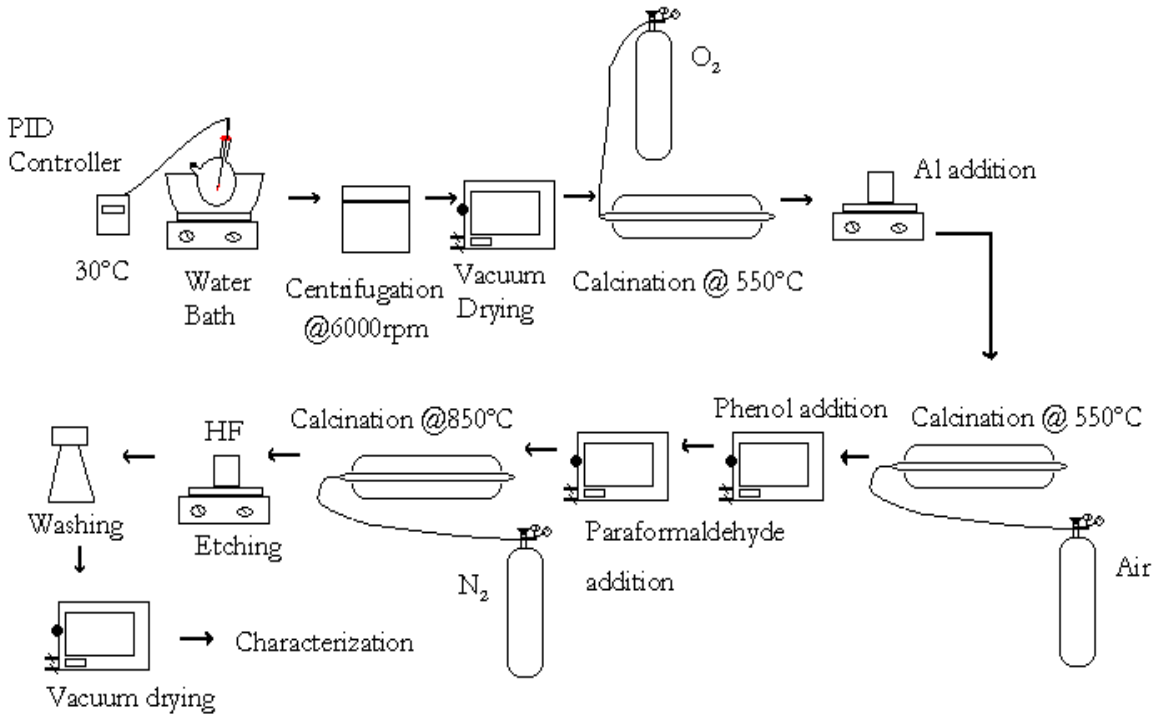 O₂
PID
Controller
Al addition
30°C
Water
Bath
Centrifugation
@6000rpm
Vacuum
Drying
Calcination @ 550°C
Calcination @ 550°C
Air
Phenol addition
Paraformaldehyde
addition
Calcination @850°C
N₂
HF
Etching
Washing
Vacuum drying
Characterization